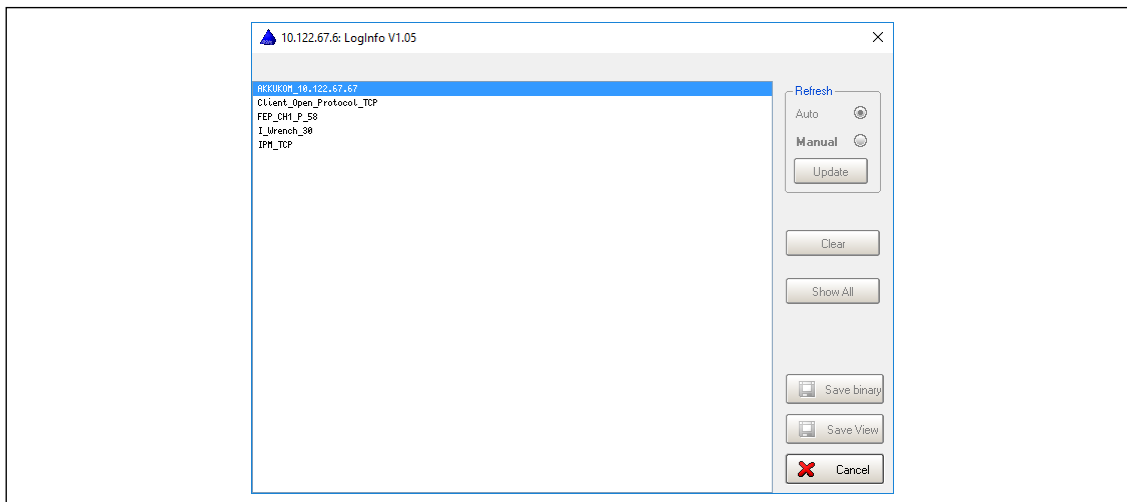 10.122.67.6: LogInfo V1.05
AKKUKOM_10.122.67.67
Client_Open_Protocol_TCP
FEP_CH1_P_58
I_Wrench_30
IPM_TCP
Refresh
Auto
Manual
Update
Clear
Show All
Save binary
Save View
Cancel